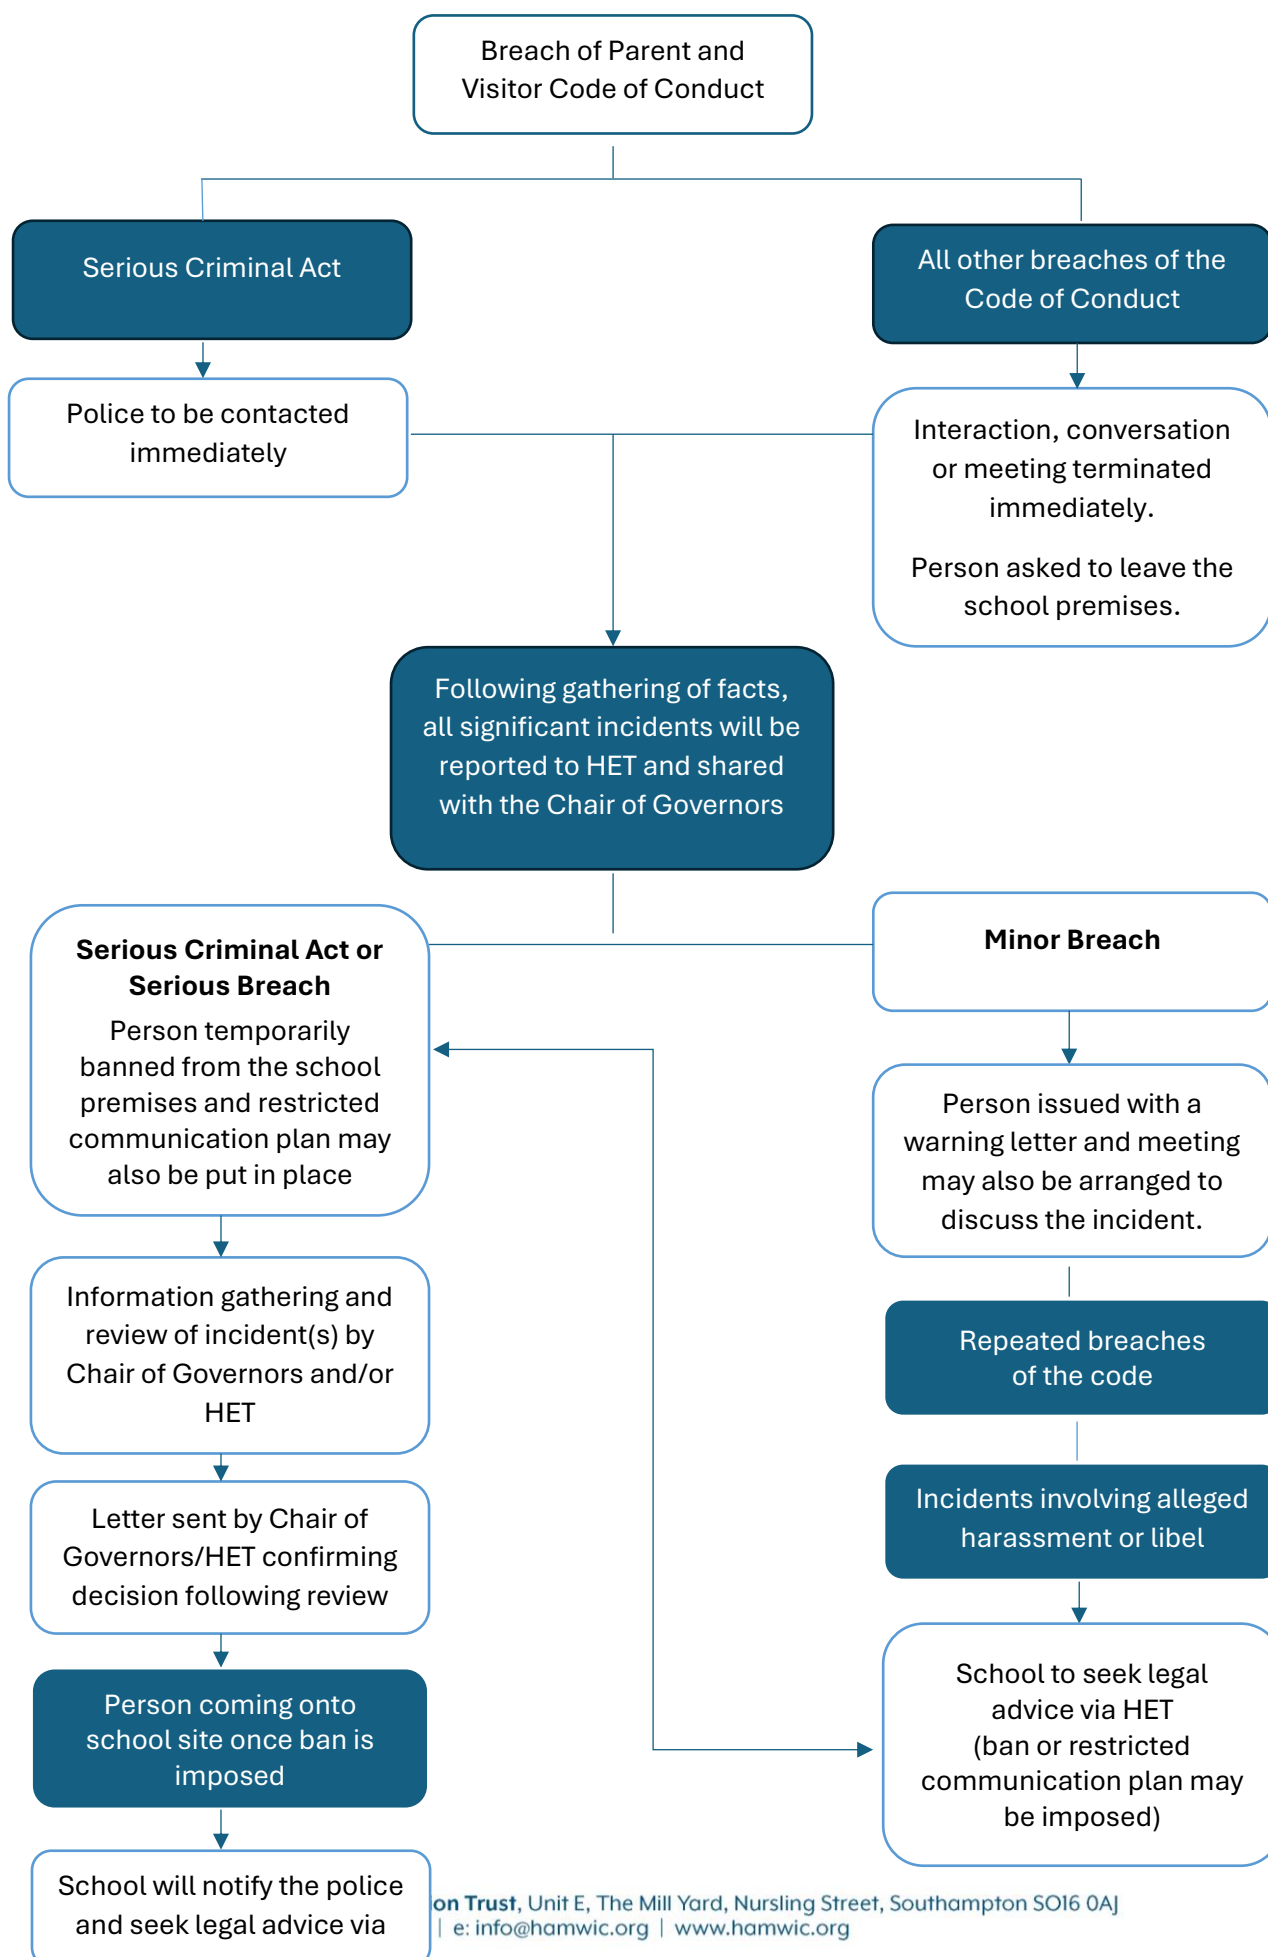 Breach of Parent and
Visitor Code of Conduct
Serious Criminal Act
All other breaches of the
Code of Conduct
Police to be contacted
immediately
Interaction, conversation
or meeting terminated
immediately.
Person asked to leave the
school premises.
Following gathering of facts,
all significant incidents will be
reported to HET and shared
with the Chair of Governors
Serious Criminal Act or
Serious Breach
Person temporarily
banned from the school
premises and restricted
communication plan may
also be put in place
Minor Breach
Person issued with a
warning letter and meeting
may also be arranged to
discuss the incident.
Information gathering and
review of incident(s) by
Chair of Governors and/or
HET
Repeated breaches
of the code
Letter sent by Chair of
Governors/HET confirming
decision following review
Incidents involving alleged
harassment or libel
Person coming onto
school site once ban is
imposed
School to seek legal
advice via HET
(ban or restricted
communication plan may
be imposed)
School will notify the police
and seek legal advice via
ion Trust, Unit E, The Mill Yard, Nursling Street, Southampton SO16 0AJ
| e: info@hamwic.org | www.hamwic.org